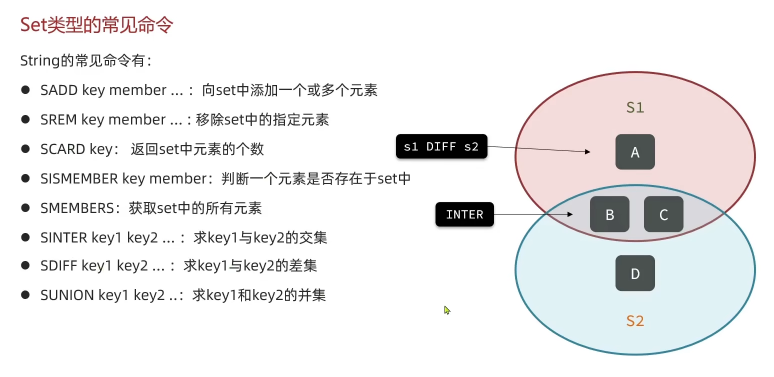 Set类型的常见命令
String的常见命令有：
● SADD key member ... ：向set中添加一个或多个元素
● SREM key member ... : 移除set中的指定元素
● SCARD key： 返回set中元素的个数
● SISMEMBER key member：判断一个元素是否存在于set中
● SMEMBERS：获取set中的所有元素
● SINTER key1 key2 ... ：求key1与key2的交集
● SDIFF key1 key2 ... ：求key1与key2的差集
● SUNION key1 key2 ..：求key1和key2的并集
S1
s1 DIFF s2
A
INTER
B
C
D
S2